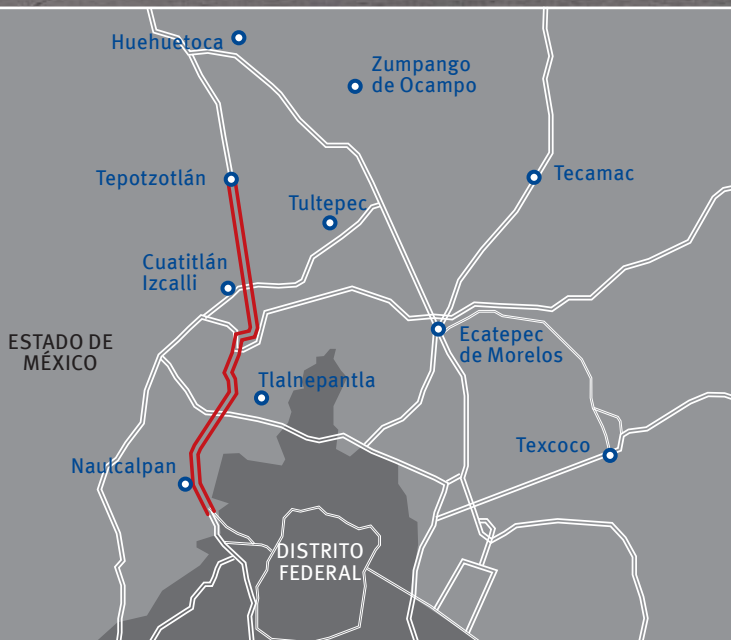 Huehuetoca
Zumpango
de Ocampo
Tepotzotlán
Tecamac
Tultepec
Cuatitlán
Izcalli
ESTADO DE
MÉXICO
Ecatepec
de Morelos
Tlalnepantla
Texcoco
Naulcalpan
DISTRITO
FEDERAL